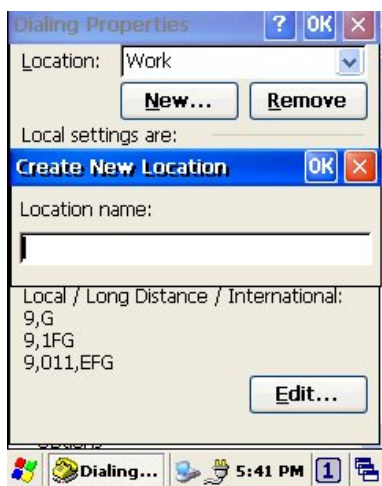 Dialing Properties ? OK
Location: Work
New... Remove
Local settings are:
Create New Location OK
Location name:
Local / Long Distance / International:
9,G
9,1FG
9,011,EFG
Edit...
Dialing... 5:41 PM 1